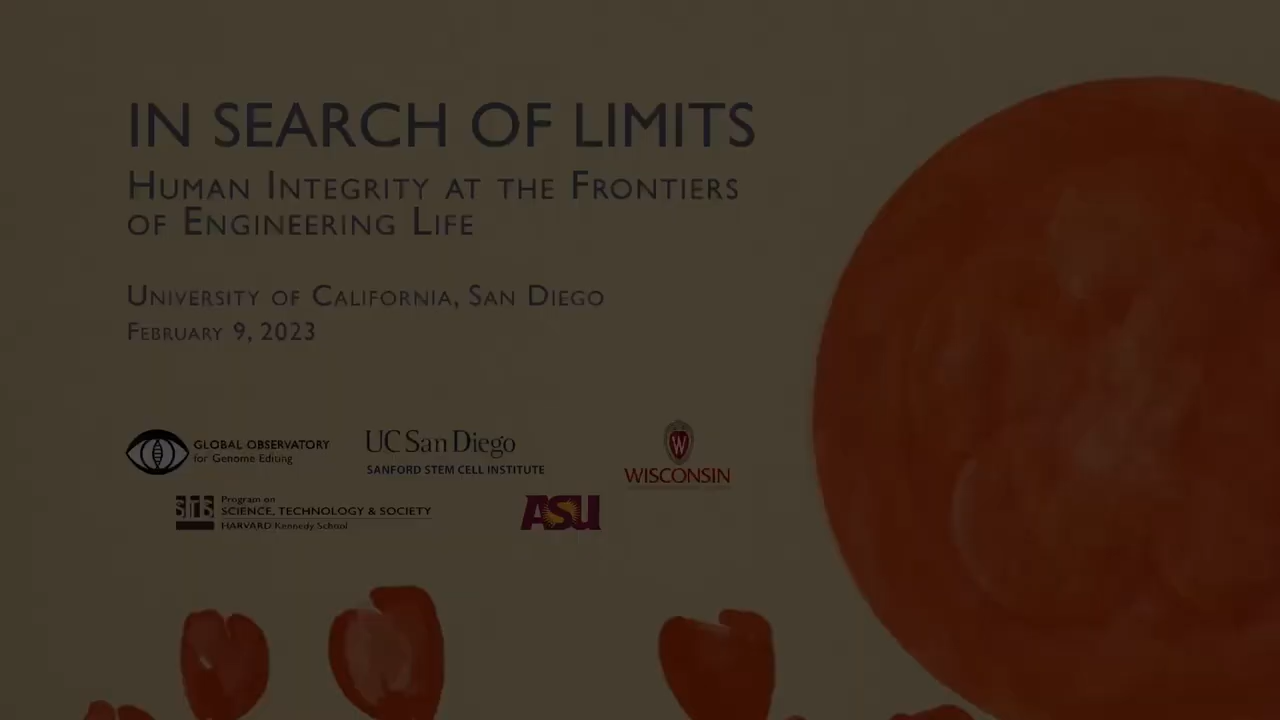 IN SEARCH OF LIMITS
HUMAN INTEGRITY AT THE FRONTIERS
OF ENGINEERING LIFE
UNIVERSITY OF CALIFORNIA, SAN DIEGO
FEBRUARY 9, 2023
GLOBAL OBSERVATORY
for Genome Editing
UC San Diego
SANFORD STEM CELL INSTITUTE
W
WISCONSIN
Program on
SCIENCE, TECHNOLOGY & SOCIETY
HARVARD Kennedy School
ASU